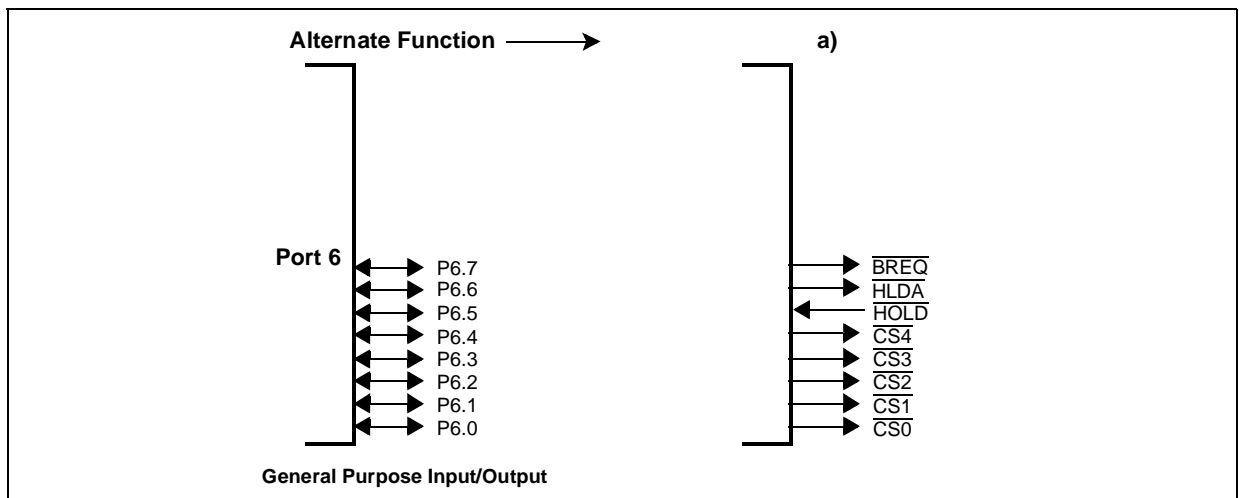 Alternate Function
a)
Port 6
P6.7
P6.6
P6.5
P6.4
P6.3
P6.2
P6.1
P6.0
BREQ
HLDA
HOLD
CS4
CS3
CS2
CS1
CS0
General Purpose Input/Output